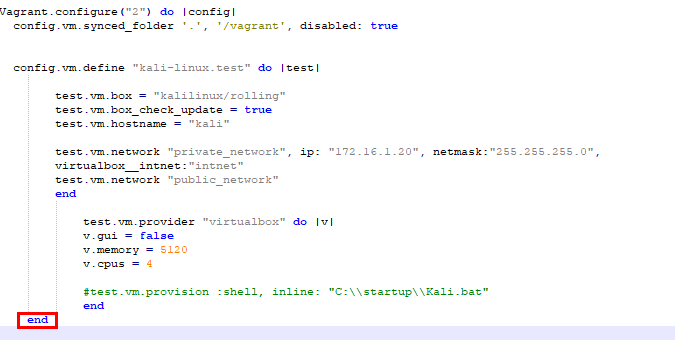 Vagrant.configure("2") do |config|
config.vm.synced_folder '.', '/vagrant', disabled: true
config.vm.define "kali-linux.test" do |test|
test.vm.box = "kalilinux/rolling"
test.vm.box_check_update = true
test.vm.hostname = "kali"
test.vm.network "private_network", ip: "172.16.1.20", netmask:"255.255.255.0",
virtualbox__intnet:"intnet"
test.vm.network "public_network"
end
test.vm.provider "virtualbox" do |v|
v.gui = false
v.memory = 5120
v.cpus = 4
#test.vm.provision :shell, inline: "C:\\startup\\Kali.bat"
end
end